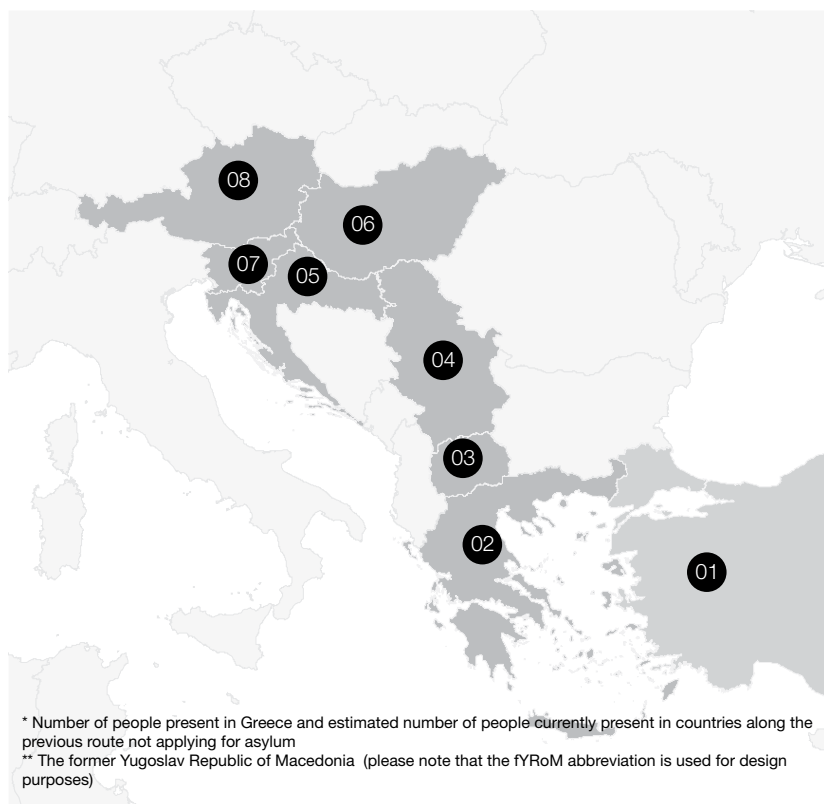 08
06
07
05
04
03
02
01
* Number of people present in Greece and estimated number of people currently present in countries along the
previous route not applying for asylum
** The former Yugoslav Republic of Macedonia  (please note that the fYRoM abbreviation is used for design
purposes)